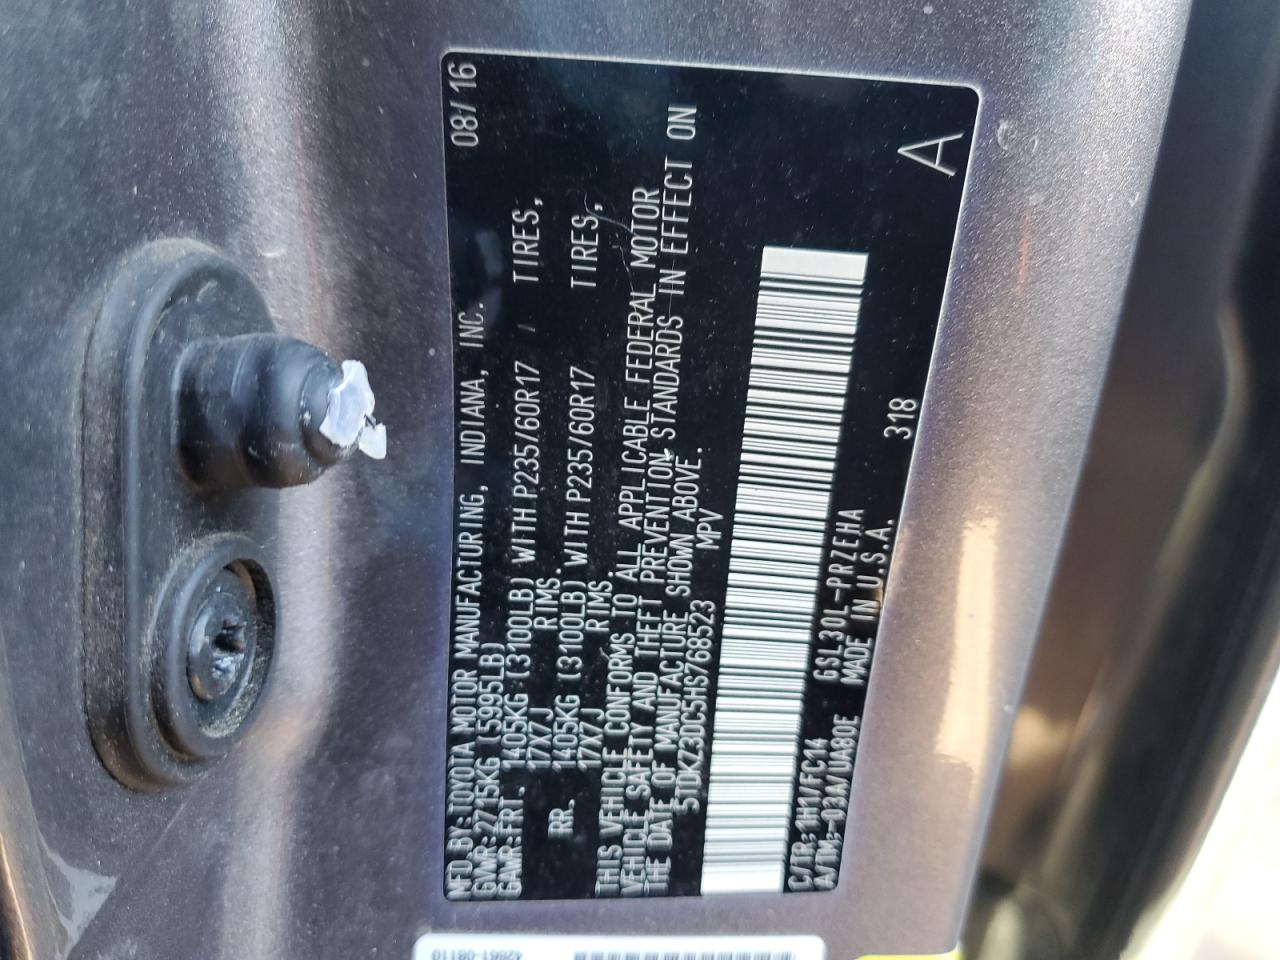 MFD.BY:TOYOTA MOTOR MANUFACTURING, INDIANA, INC. 08/16
GVWR:2715KG (5995LB)
GAWR:FRT. 1405KG (3100LB) WITH P235/60R17 TIRES,
17X7J RIMS.
RR. 1405KG (3100LB) WITH P235/60R17 TIRES,
17X7J RIMS.
THIS VEHICLE CONFORMS TO ALL APPLICABLE FEDERAL MOTOR
VEHICLE SAFETY AND THEFT PREVENTION STANDARDS IN EFFECT ON
THE DATE OF MANUFACTURE SHOWN ABOVE.
5TDKZ3DC5HS768523 MPV
C/TR:1H1/FC14 GSL30L-PRZEHA
A/TM:-03A/UA80E MADE IN U.S.A. 318
A
42661-08110